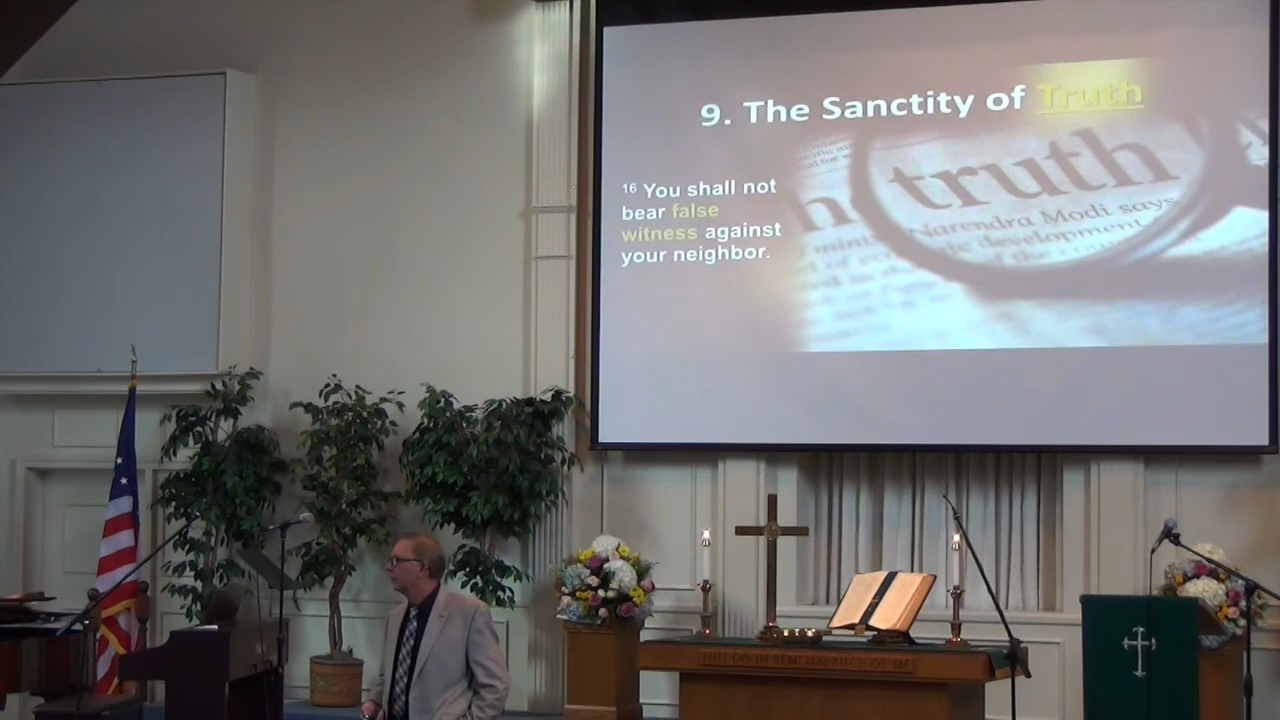 9. The Sanctity of Truth
16 You shall not
bear false
witness against
your neighbor.
truth
Narendra Modi says
development
THIS DO IN REMEMBRANCE OF ME